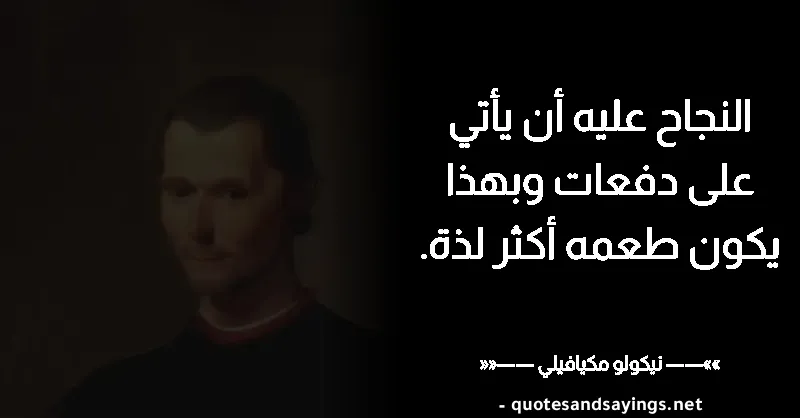 النجاح عليه أن يأتي
على دفعات وبهذا
يكون طعمه أكثر لذة.
»»—— نيكولو مكيافيلي ——««
- quotesandsayings.net